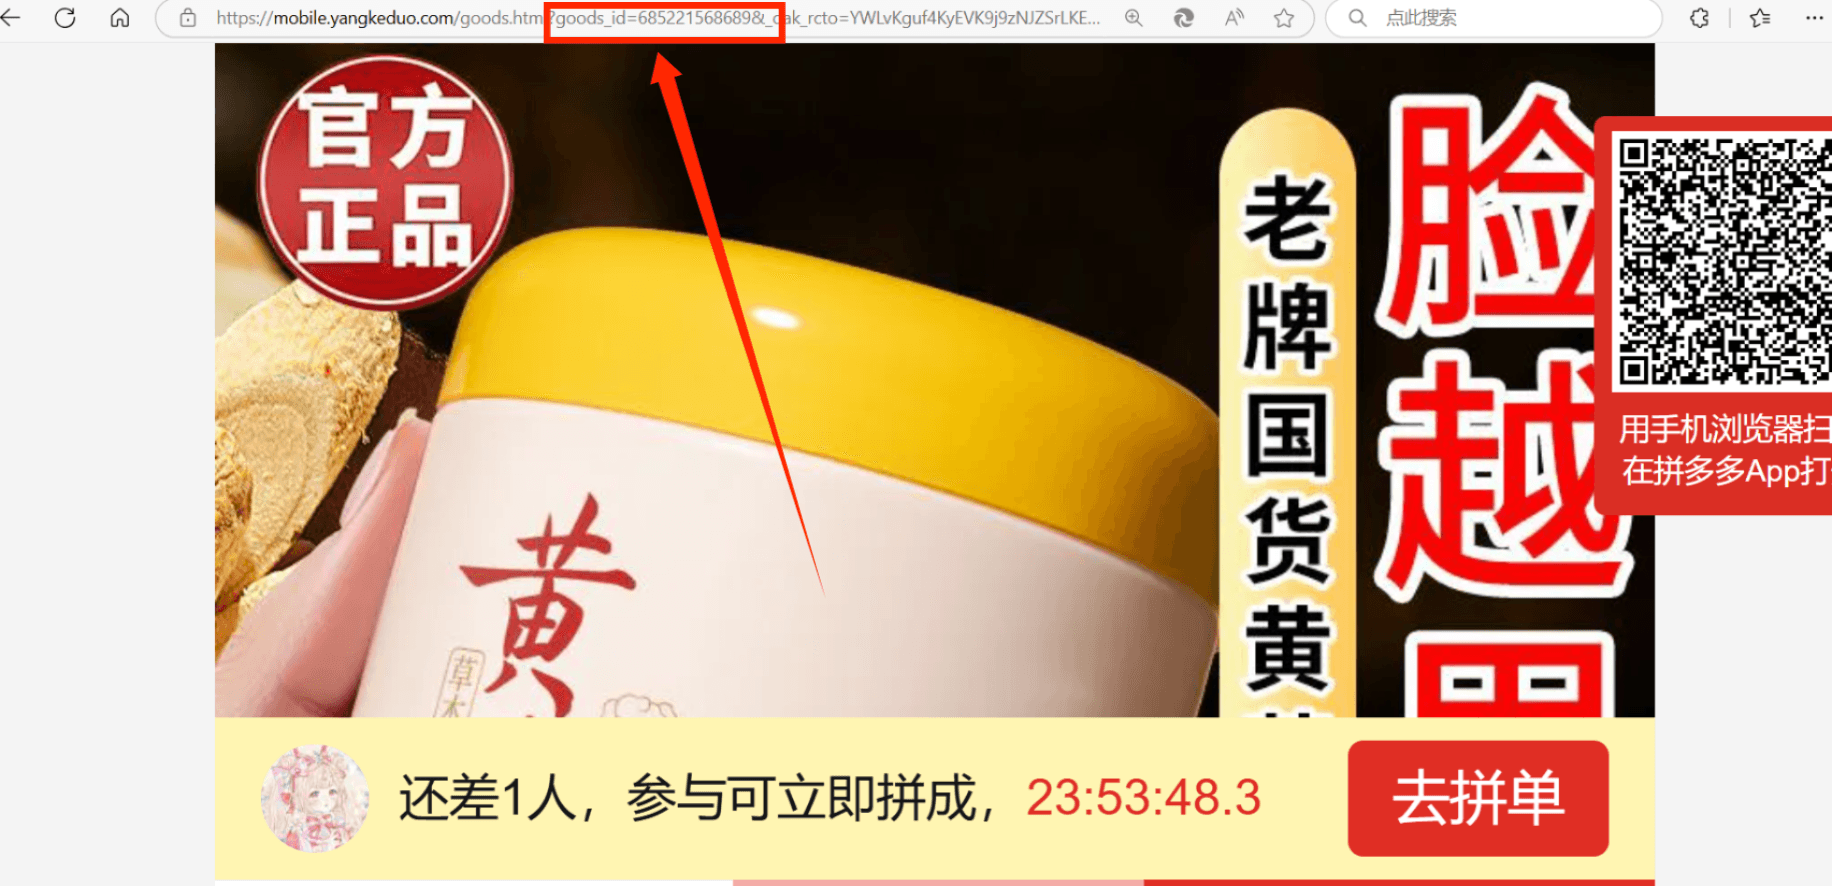 https://mobile.yangkeduo.com/goods.htm?goods_id=685221568689&_oak_rcto=YWLvKguf4KyEVK9j9zNJZSrLKE...
点此搜索
官方
正品
老牌国货黄
脸越
用手机浏览器扫
在拼多多App打
黄
草木
还差1人，参与可立即拼成，23:53:48.3
去拼单